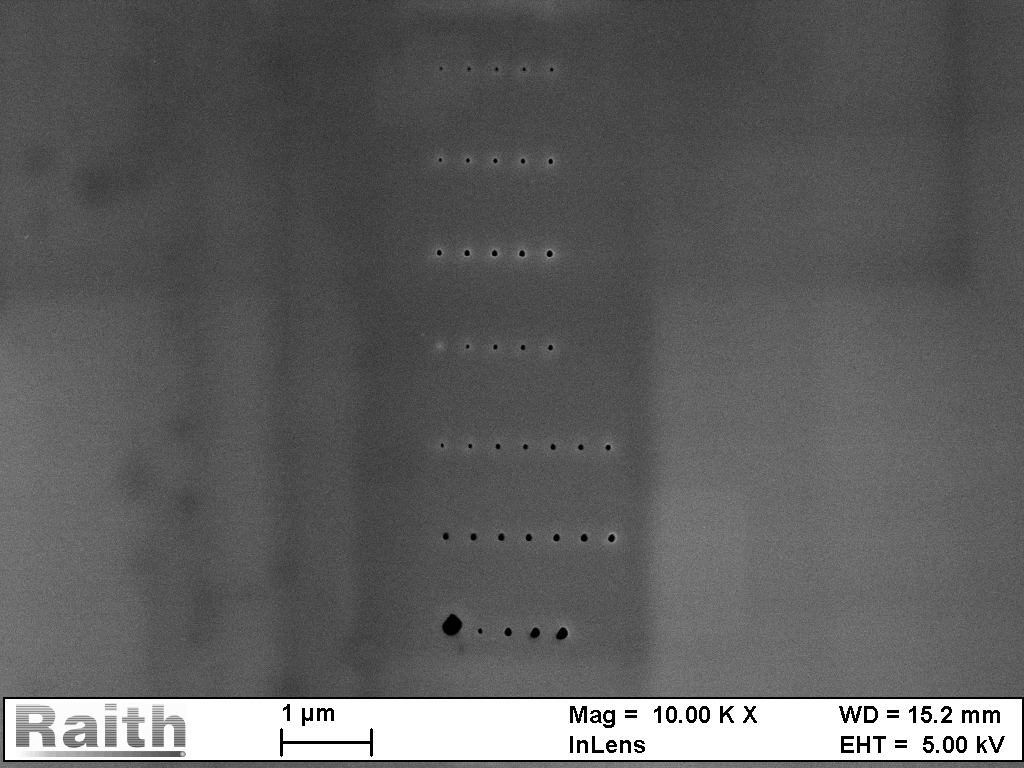 Raith
1 µm
Mag = 10.00 K X
InLens
WD = 15.2 mm
EHT = 5.00 kV